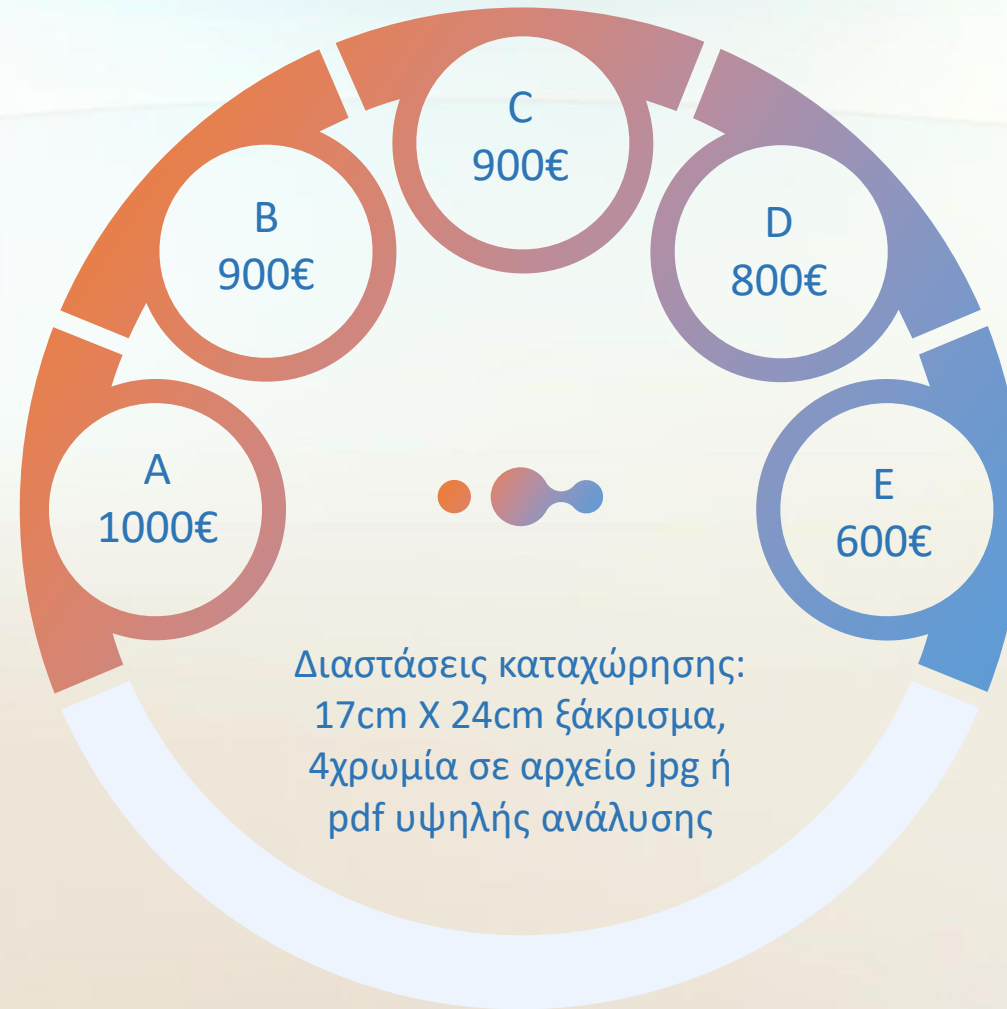 C
900€
B
900€
D
800€
A
1000€
E
600€
Διαστάσεις καταχώρησης:
17cm X 24cm ξάκρισμα,
4χρωμία σε αρχείο jpg ή
pdf υψηλής ανάλυσης